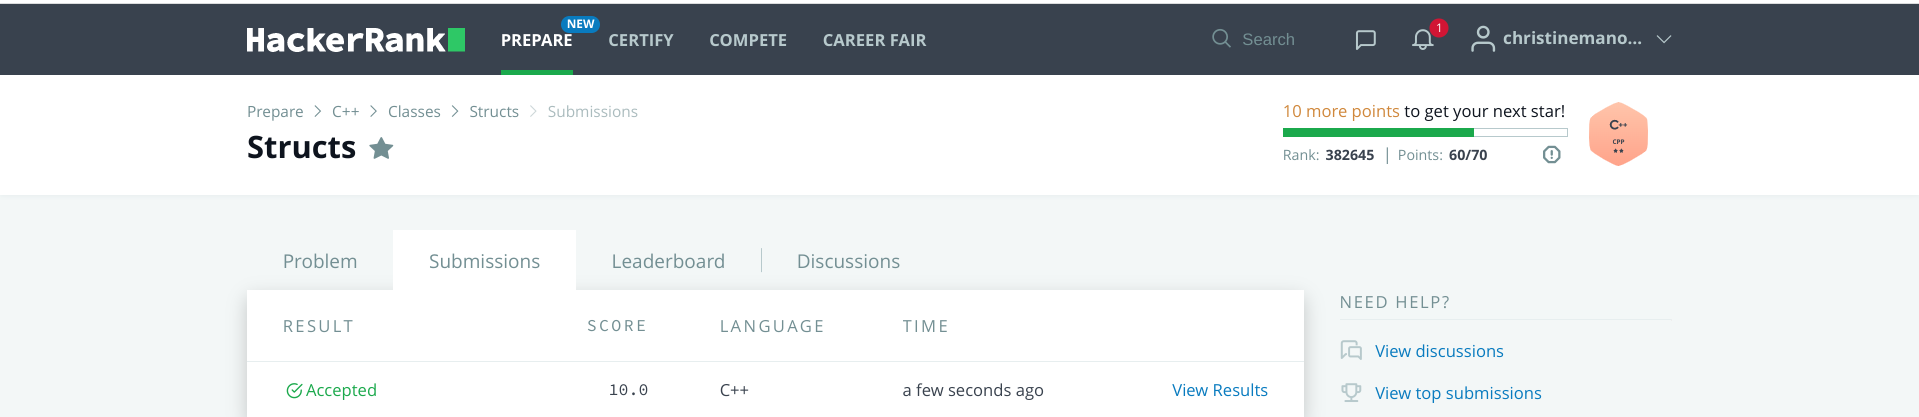 HackerRank PREPARE NEW CERTIFY COMPETE CAREER FAIR Search 1 christinemano...
Prepare > C++ > Classes > Structs > Submissions
Structs
10 more points to get your next star!
Rank: 382645 | Points: 60/70
C++
CPP
Problem Submissions Leaderboard Discussions
RESULT SCORE LANGUAGE TIME
Accepted 10.0 C++ a few seconds ago View Results
NEED HELP?
View discussions
View top submissions